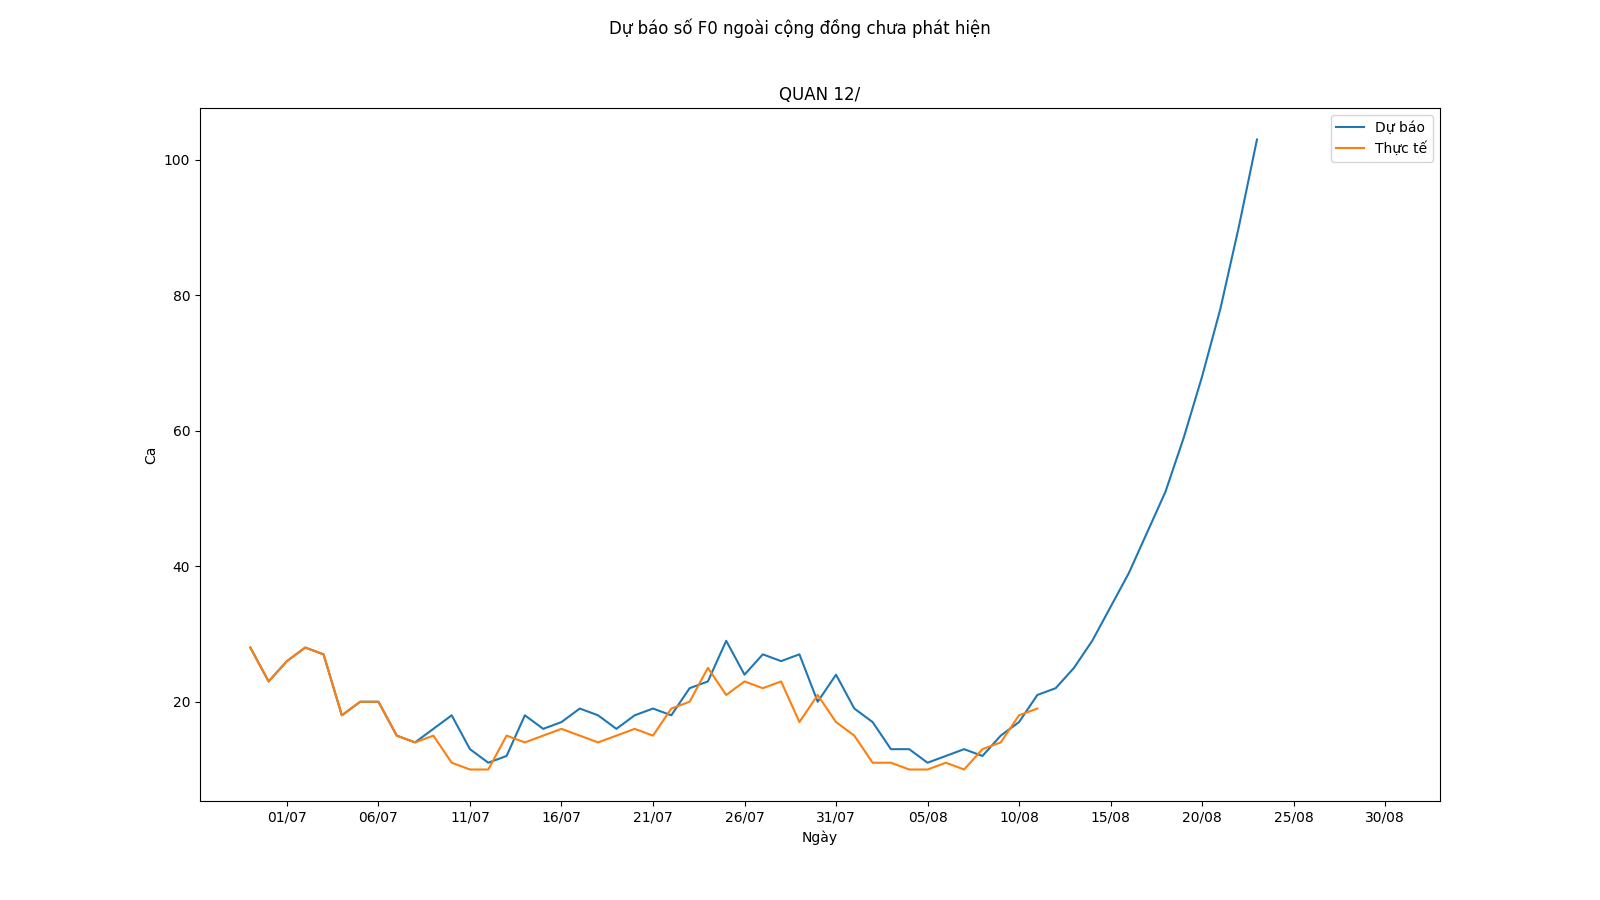 Dự báo số F0 ngoài cộng đồng chưa phát hiện
QUAN 12/
Dự báo
Thực tế
100
80
60
40
20
Ca
01/07 06/07 11/07 16/07 21/07 26/07 31/07 05/08 10/08 15/08 20/08 25/08 30/08
Ngày